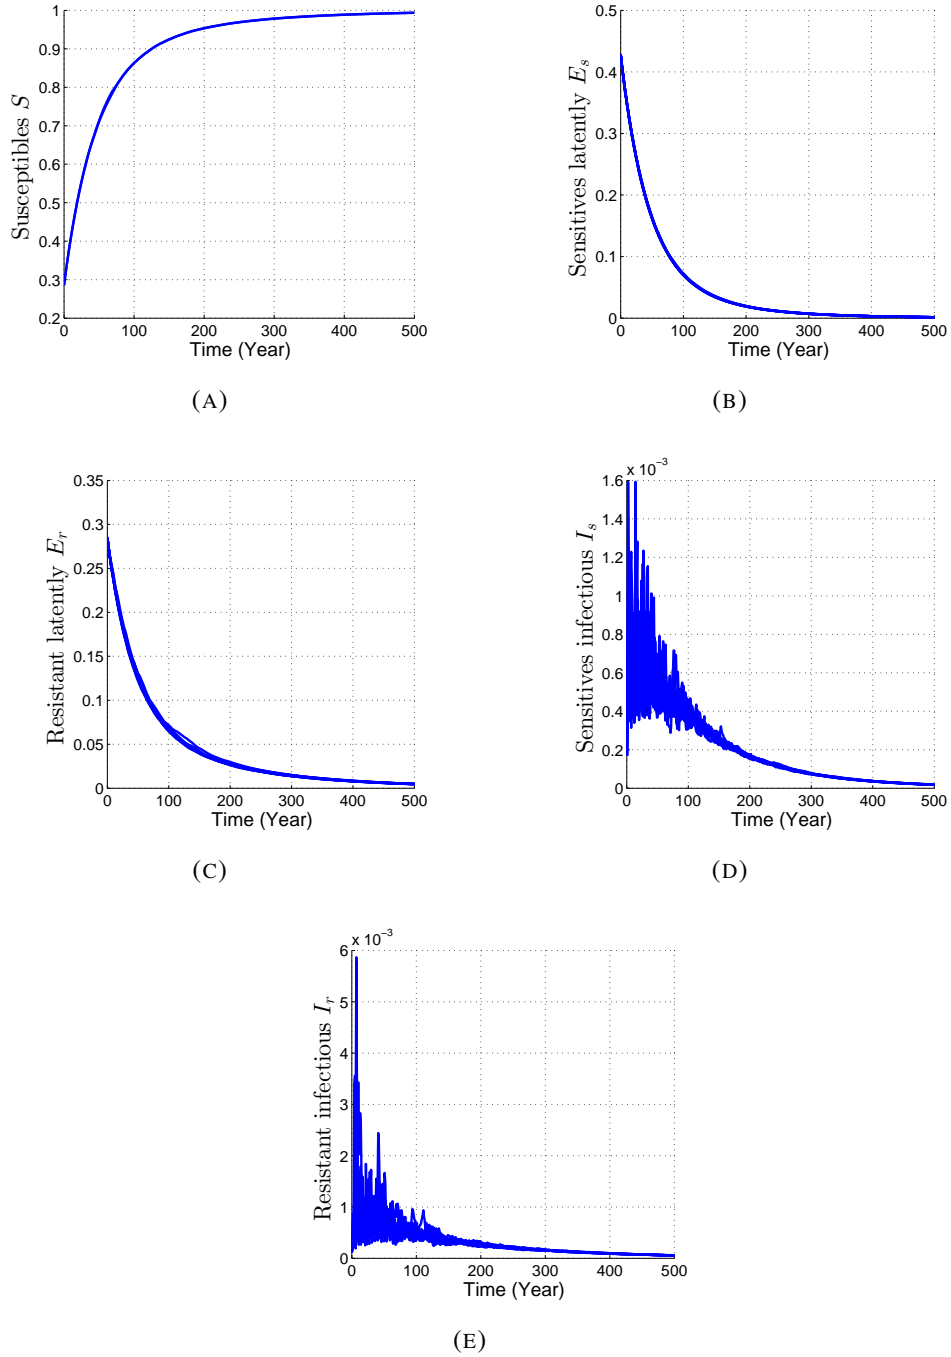 1
0.9
0.8
0.7
0.6
0.5
0.4
0.3
0.2
Susceptibles S
0 100 200 300 400 500
Time (Year)
(A)
0.5
0.4
0.3
0.2
0.1
0
Sensitives latently E_s
0 100 200 300 400 500
Time (Year)
(B)
0.35
0.3
0.25
0.2
0.15
0.1
0.05
0
Resistant latently E_r
0 100 200 300 400 500
Time (Year)
(C)
x 10^−3
1.6
1.4
1.2
1
0.8
0.6
0.4
0.2
0
Sensitives infectious I_s
0 100 200 300 400 500
Time (Year)
(D)
x 10^−3
6
5
4
3
2
1
0
Resistant infectious I_r
0 100 200 300 400 500
Time (Year)
(E)